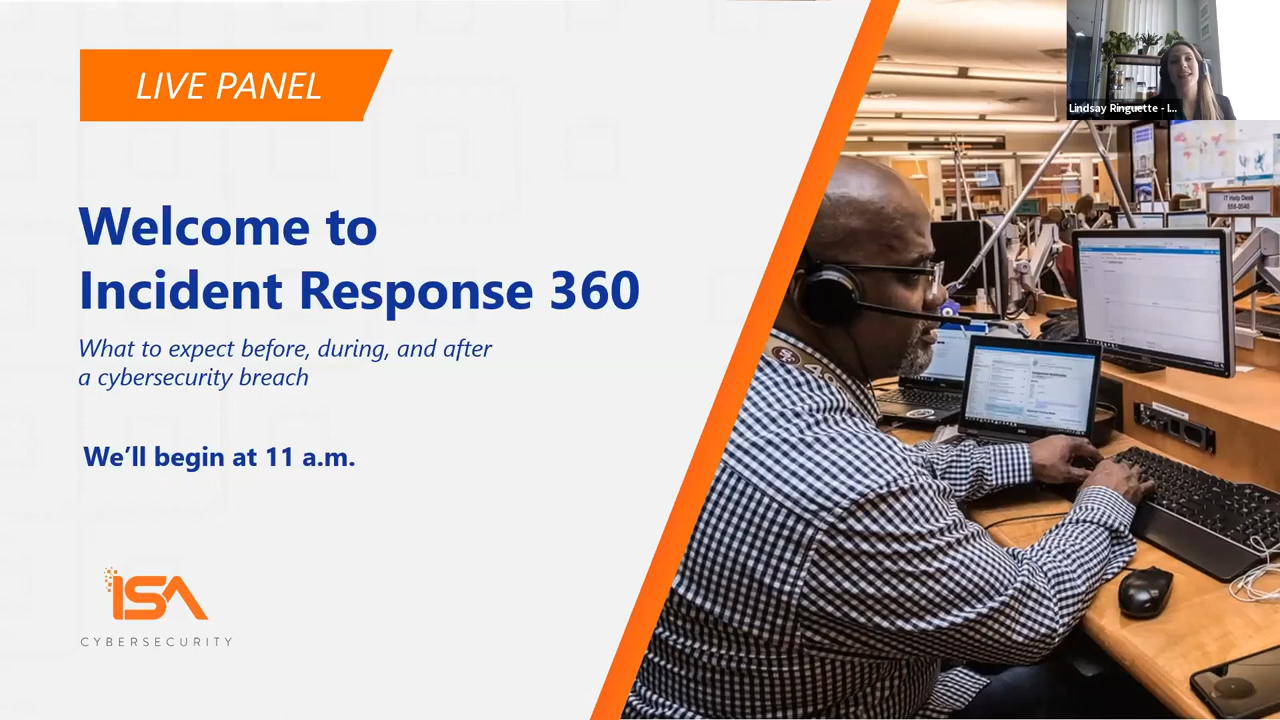 LIVE PANEL
Welcome to
Incident Response 360
What to expect before, during, and after
a cybersecurity breach
We'll begin at 11 a.m.
ISA
CYBERSECURITY
Lindsay Ringuette - I...
IT Help Desk